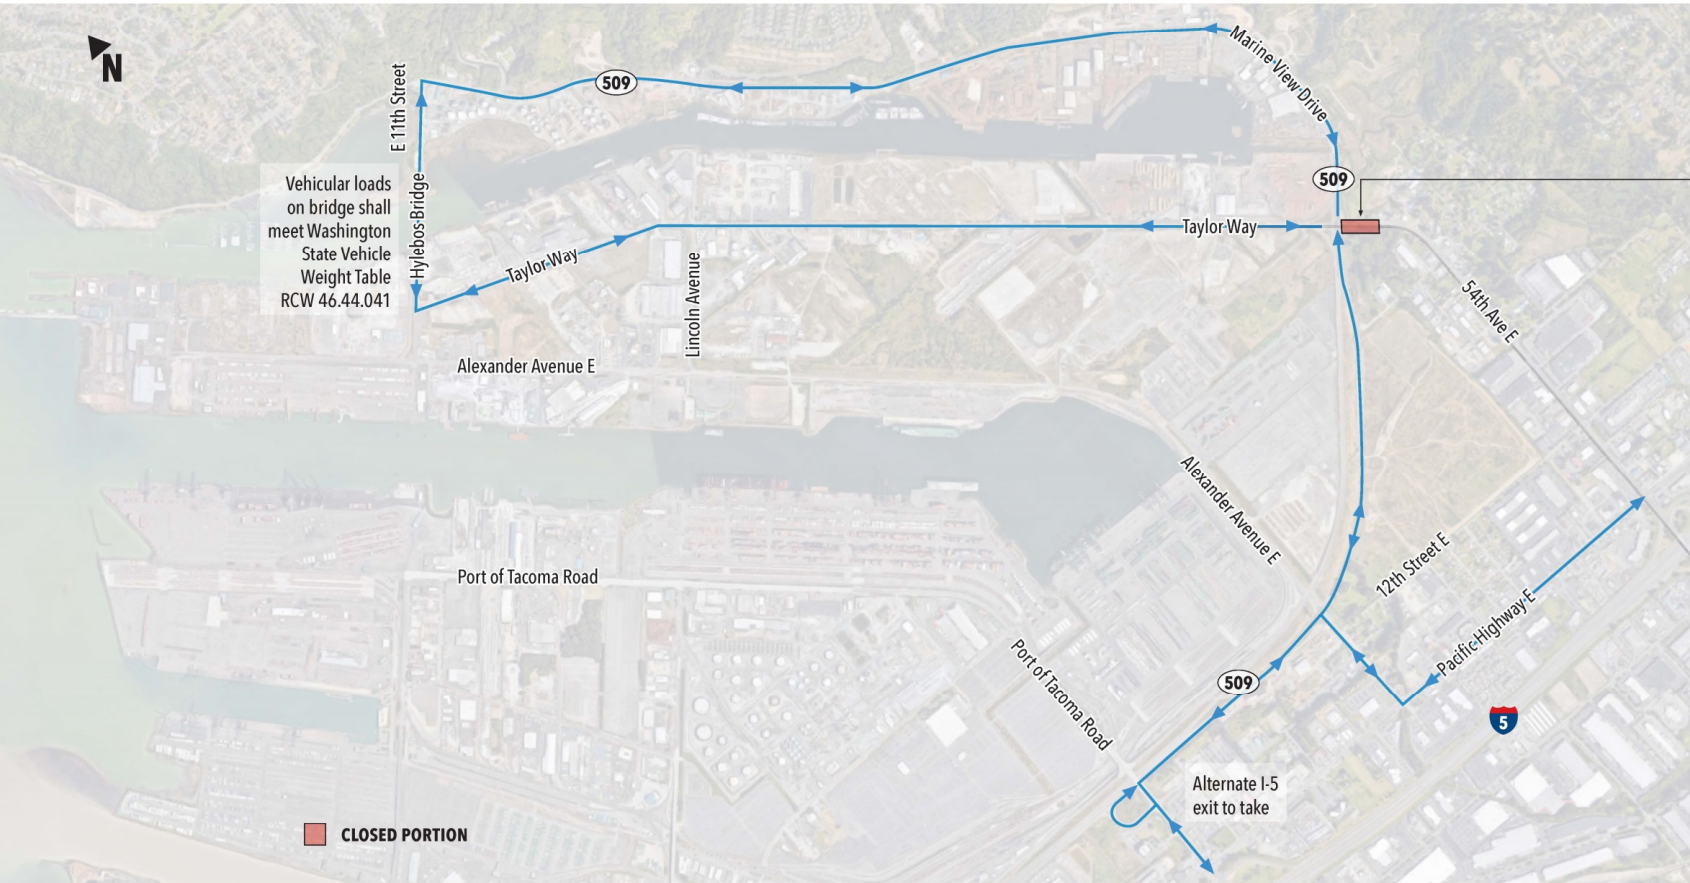 N
E 11th Street
509
Marine View Drive
509
Vehicular loads
on bridge shall
meet Washington
State Vehicle
Weight Table
RCW 46.44.041
Hylebos Bridge
Taylor Way
Taylor Way
Lincoln Avenue
54th Ave E
Alexander Avenue E
Alexander Avenue E
12th Street E
Port of Tacoma Road
Pacific Highway E
Port of Tacoma Road
509
5
Alternate I-5
exit to take
CLOSED PORTION